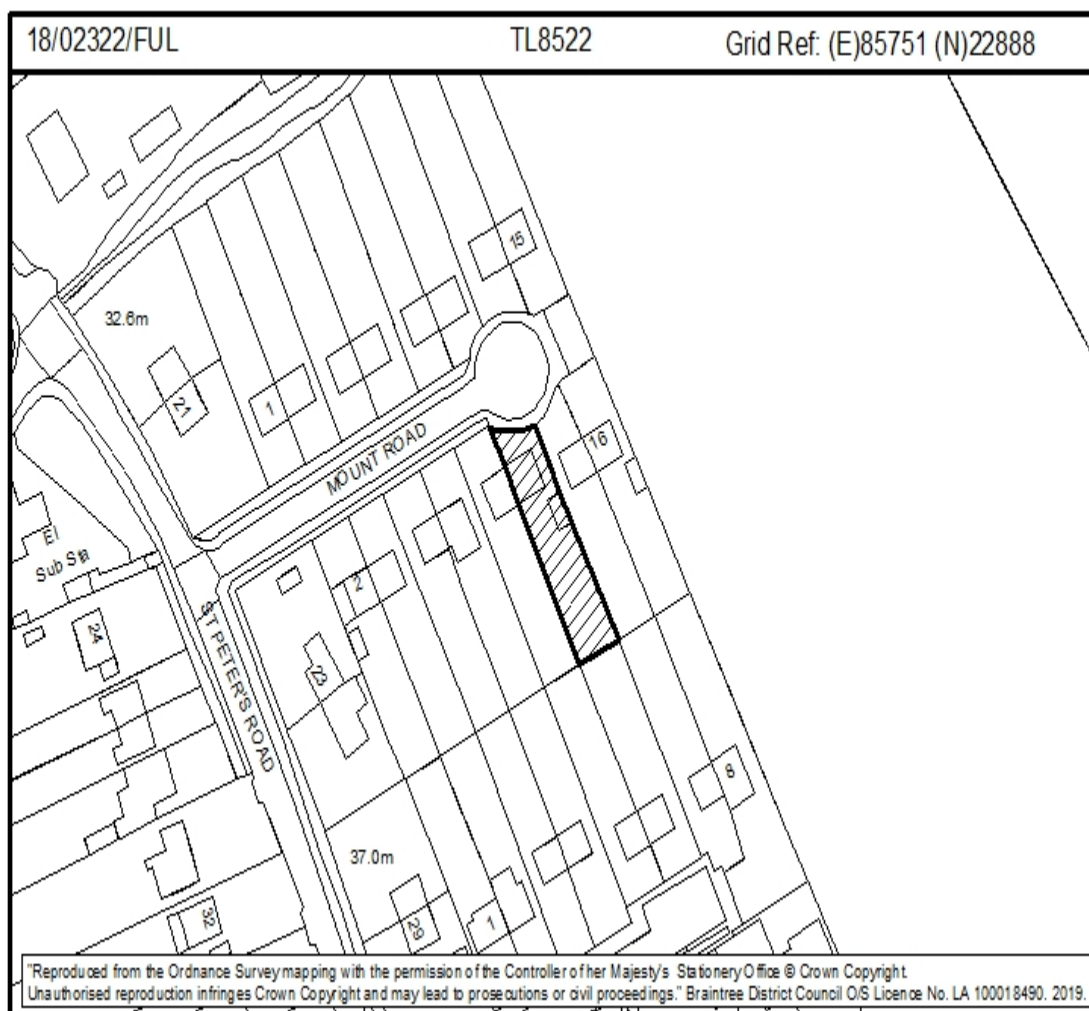 18/02322/FUL TL8522 Grid Ref: (E)85751 (N)22888
15
32.6m
21
1
MOUNT ROAD
16
El
Sub Sta
2
24
23
ST PETER'S ROAD
8
37.0m
32
29
1
"Reproduced from the Ordnance Survey mapping with the permission of the Controller of her Majesty's Stationery Office © Crown Copyright.
Unauthorised reproduction infringes Crown Copyright and may lead to prosecutions or civil proceedings." Braintree District Council O/S Licence No. LA 100018490. 2019.